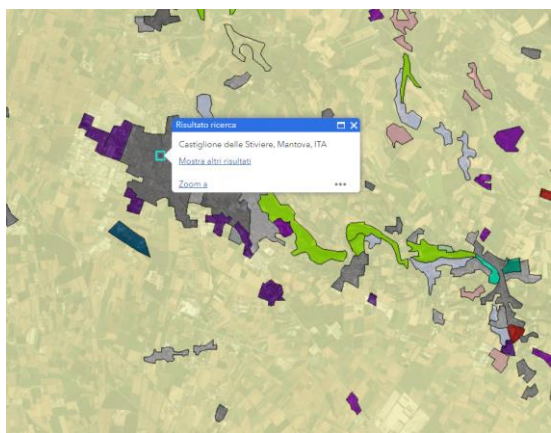 Risultato ricerca
Castiglione delle Stiviere, Mantova, ITA
Mostra altri risultati
Zoom a